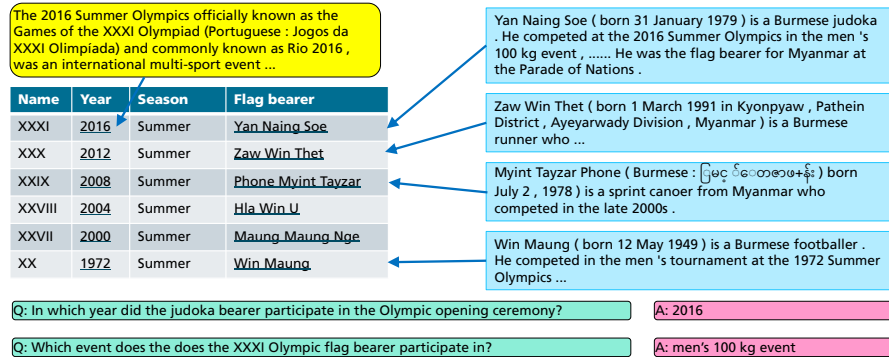 The 2016 Summer Olympics officially known as the
Games of the XXXI Olympiad (Portuguese : Jogos da
XXXI Olimpíada) and commonly known as Rio 2016 ,
was an international multi-sport event ...
Yan Naing Soe ( born 31 January 1979 ) is a Burmese judoka
. He competed at the 2016 Summer Olympics in the men 's
100 kg event , ...... He was the flag bearer for Myanmar at
the Parade of Nations .
Name Year Season Flag bearer
XXXI 2016 Summer Yan Naing Soe
XXX 2012 Summer Zaw Win Thet
XXIX 2008 Summer Phone Myint Tayzar
XXVIII 2004 Summer Hla Win U
XXVII 2000 Summer Maung Maung Nge
XX 1972 Summer Win Maung
Zaw Win Thet ( born 1 March 1991 in Kyonpyaw , Pathein
District , Ayeyarwady Division , Myanmar ) is a Burmese
runner who ...
Myint Tayzar Phone ( Burmese : ) born
July 2 , 1978 ) is a sprint canoer from Myanmar who
competed in the late 2000s .
Win Maung ( born 12 May 1949 ) is a Burmese footballer .
He competed in the men 's tournament at the 1972 Summer
Olympics ...
Q: In which year did the judoka bearer participate in the Olympic opening ceremony? A: 2016
Q: Which event does the does the XXXI Olympic flag bearer participate in? A: men's 100 kg event